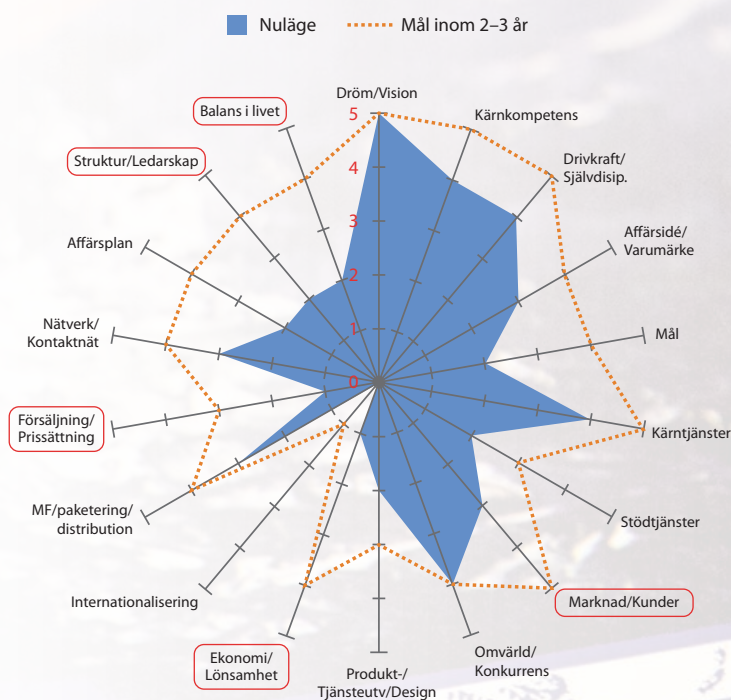 Nuläge
Mål inom 2–3 år
Dröm/Vision
Kärnkompetens
Drivkraft/
Självdisip.
Affärsidé/
Varumärke
Mål
Kärntjänster
Stödtjänster
Marknad/Kunder
Omvärld/
Konkurrens
Produkt-/
Tjänsteutv/Design
Ekonomi/
Lönsamhet
Internationalisering
MF/paketering/
distribution
Försäljning/
Prissättning
Nätverk/
Kontaktnät
Affärsplan
Struktur/Ledarskap
Balans i livet
5
4
3
2
1
0